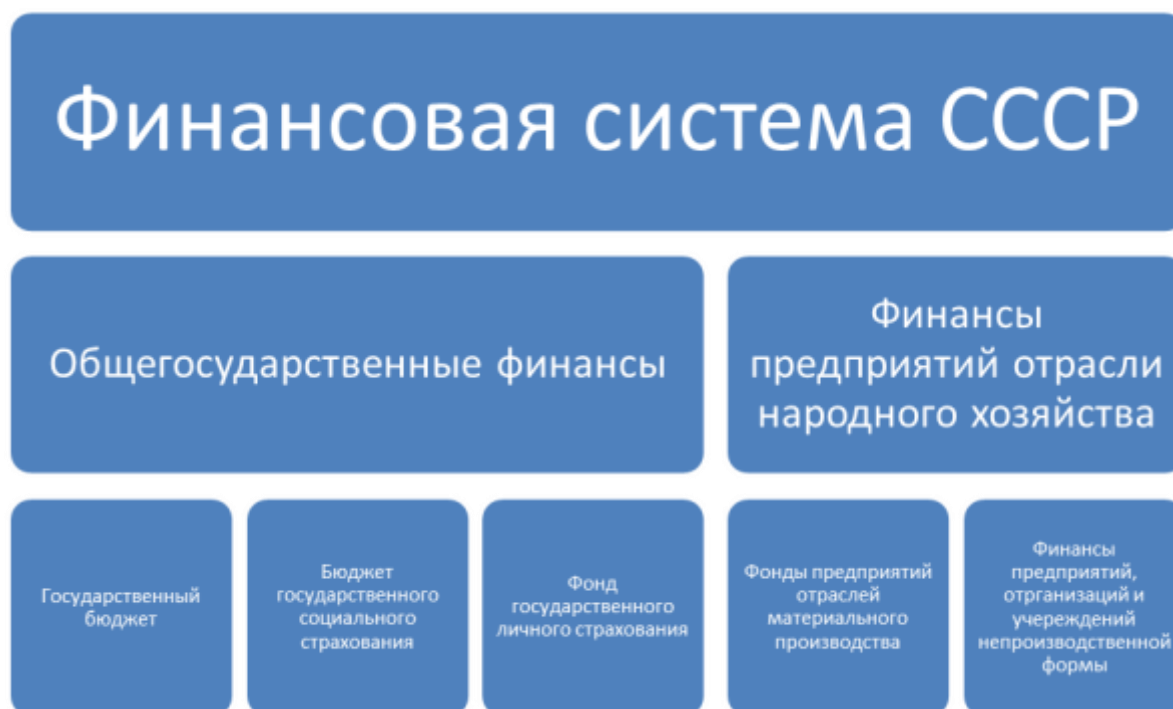 Финансовая система СССР
Общегосударственные финансы
Финансы
предприятий отрасли
народного хозяйства
Государственный
бюджет
Бюджет
государственного
социального
страхования
Фонд
государственного
личного страхования
Фонды предприятий
отраслей
материального
производства
Финансы
предприятий,
отрганизаций и
учереждений
непроизводственной
формы